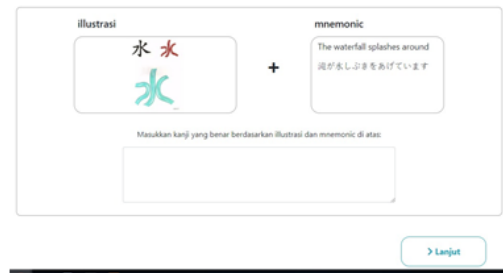 illustrasi
mnemonic
水 水
水
+
The waterfall splashes around
滝が水しぶきをあげています
Masukkan kanji yang benar berdasarkan illustrasi dan mnemonic di atas:
> Lanjut